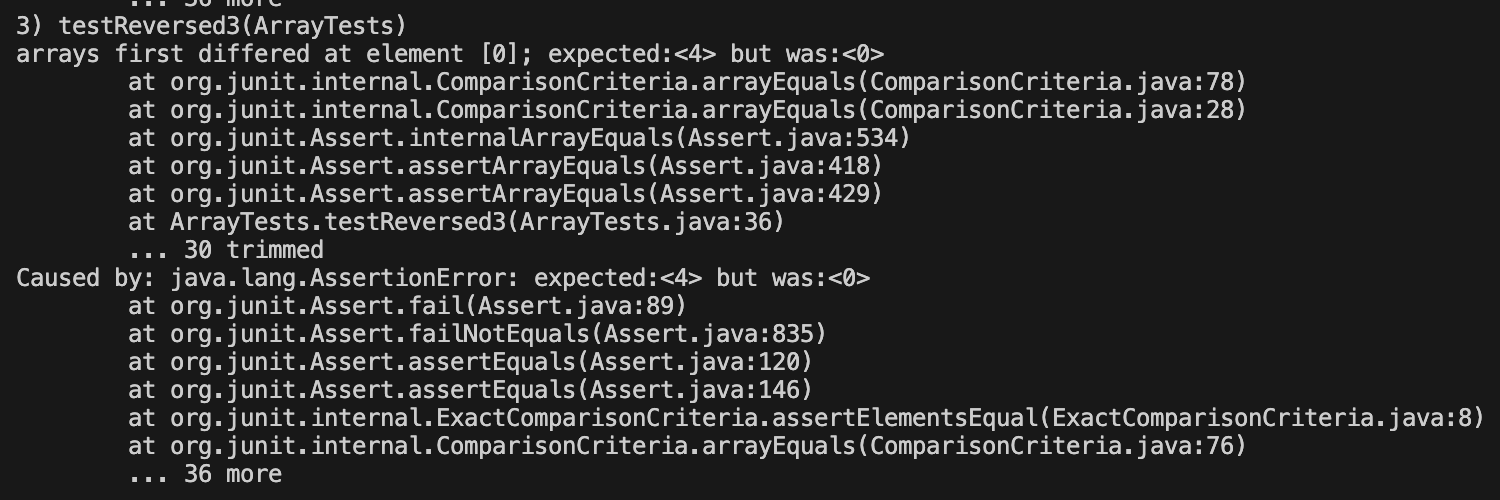 ... 36 more
3) testReversed3(ArrayTests)
arrays first differed at element [0]; expected:<4> but was:<0>
        at org.junit.internal.ComparisonCriteria.arrayEquals(ComparisonCriteria.java:78)
        at org.junit.internal.ComparisonCriteria.arrayEquals(ComparisonCriteria.java:28)
        at org.junit.Assert.internalArrayEquals(Assert.java:534)
        at org.junit.Assert.assertArrayEquals(Assert.java:418)
        at org.junit.Assert.assertArrayEquals(Assert.java:429)
        at ArrayTests.testReversed3(ArrayTests.java:36)
        ... 30 trimmed
Caused by: java.lang.AssertionError: expected:<4> but was:<0>
        at org.junit.Assert.fail(Assert.java:89)
        at org.junit.Assert.failNotEquals(Assert.java:835)
        at org.junit.Assert.assertEquals(Assert.java:120)
        at org.junit.Assert.assertEquals(Assert.java:146)
        at org.junit.internal.ExactComparisonCriteria.assertElementsEqual(ExactComparisonCriteria.java:8)
        at org.junit.internal.ComparisonCriteria.arrayEquals(ComparisonCriteria.java:76)
        ... 36 more